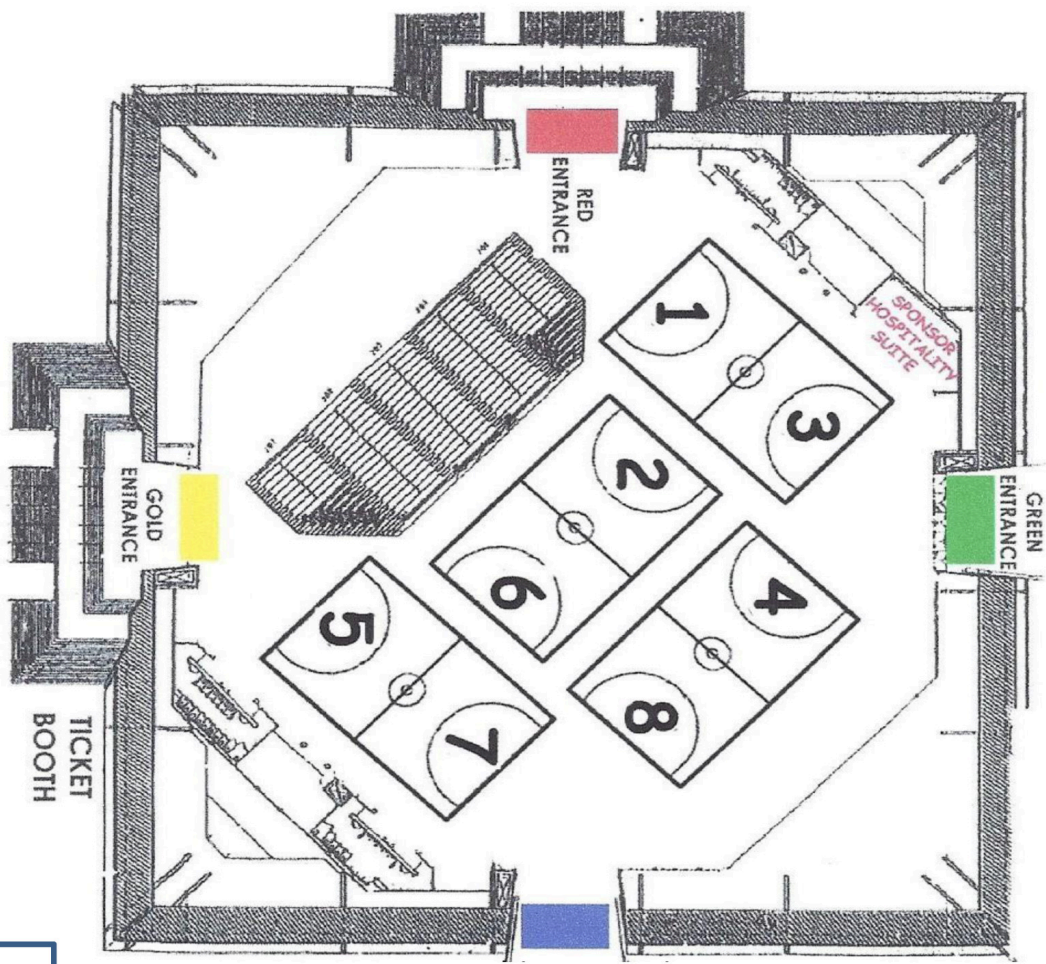 RED
ENTRANCE
SPONSOR
HOSPITALITY
SUITE
1
3
2
6
4
8
5
7
GREEN
ENTRANCE
GOLD
ENTRANCE
TICKET
BOOTH